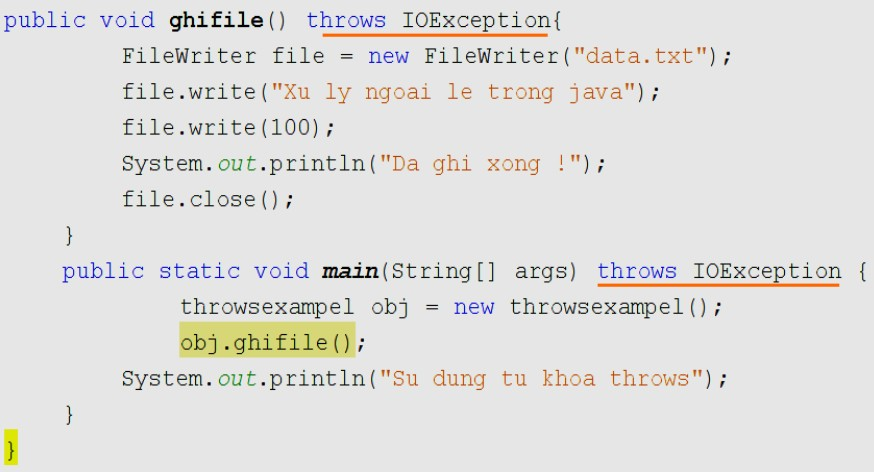 public void ghifile() throws IOException{
FileWriter file = new FileWriter("data.txt");
file.write("Xu ly ngoai le trong java");
file.write(100);
System.out.println("Da ghi xong !");
file.close();
}
public static void main(String[] args) throws IOException {
throwsexampel obj = new throwsexampel();
obj.ghifile();
System.out.println("Su dung tu khoa throws");
}
}